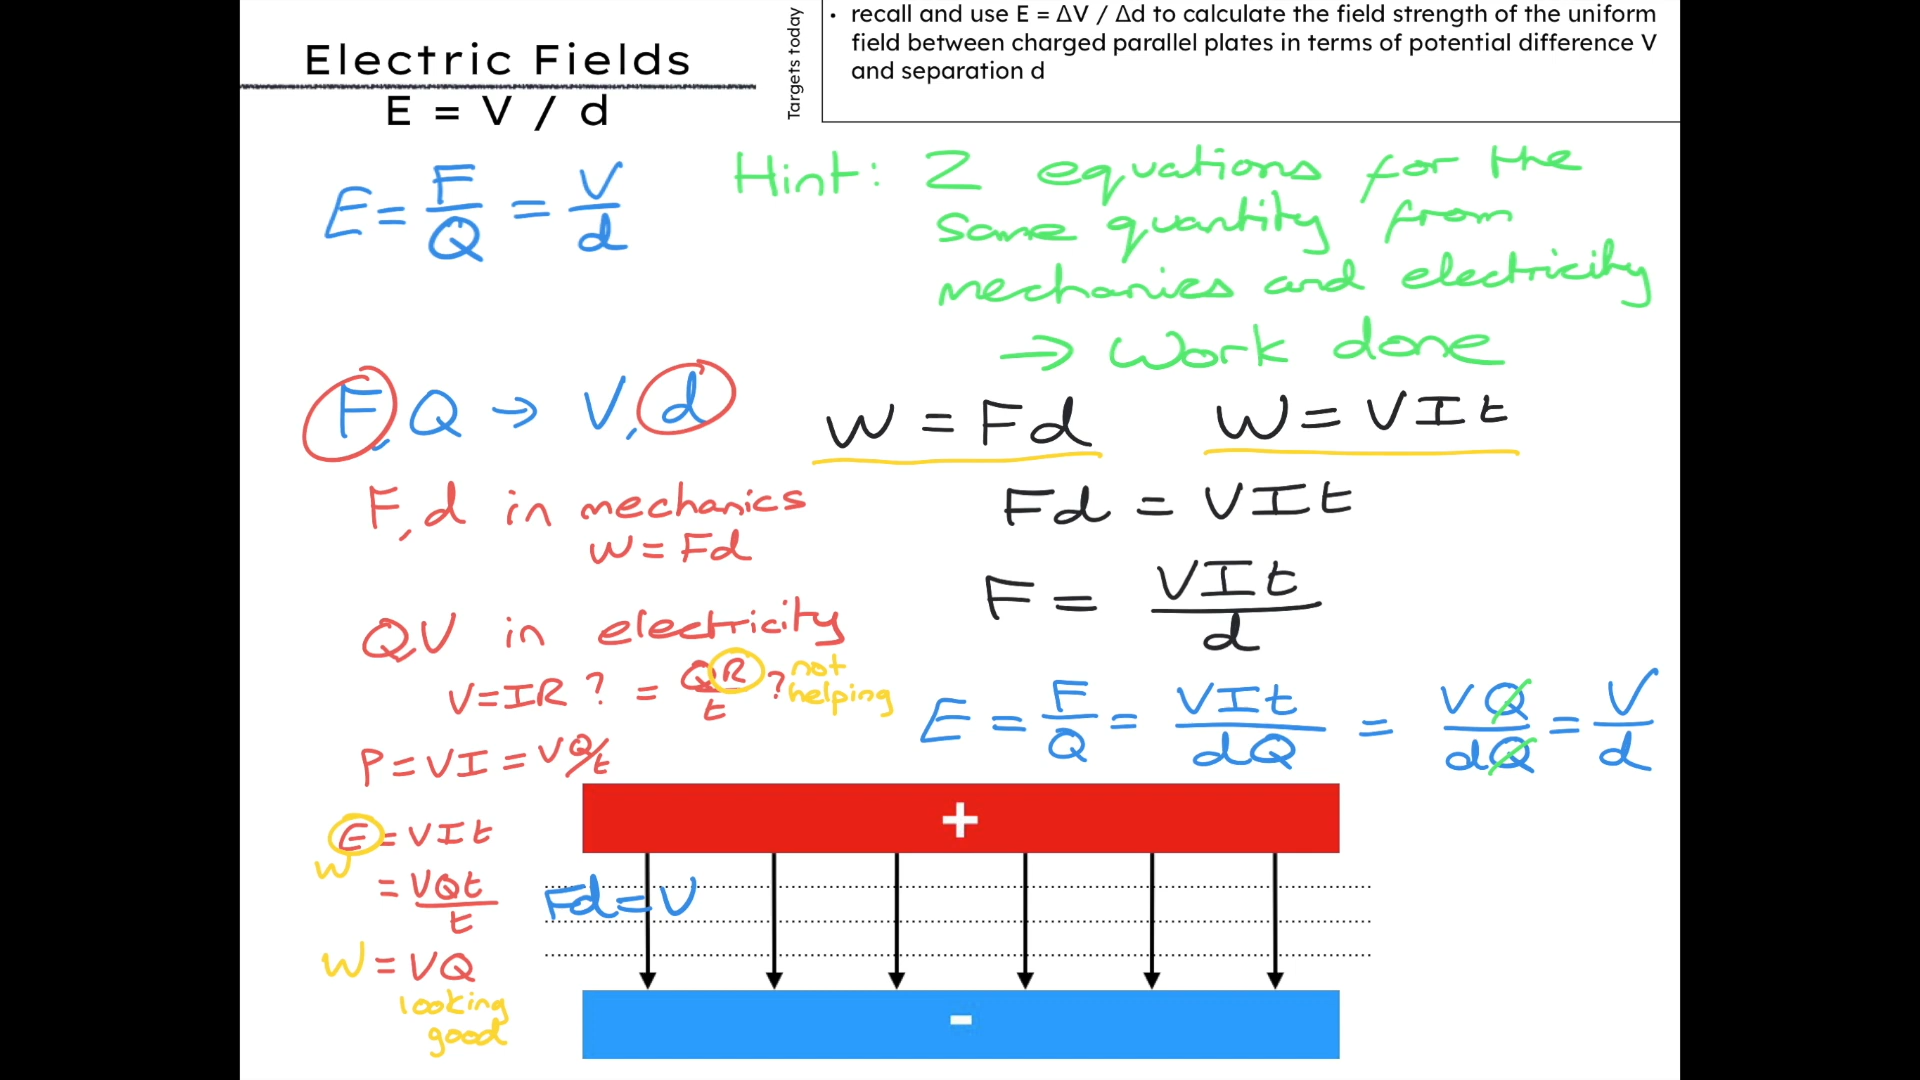 Electric Fields
E = V / d
Targets today
• recall and use E = ΔV / Δd to calculate the field strength of the uniform
field between charged parallel plates in terms of potential difference V
and separation d
E = F/Q = V/d
Hint: 2 equations for the
same quantity from
mechanics and electricity
→ Work done
F, Q → V, d
W = Fd W = VIt
F, d in mechanics
W = Fd
Fd = VIt
F = VIt/d
QV in electricity
V = IR ? = QR/t ? not
helping
E = F/Q = VIt/dQ = VQ/dQ = V/d
P = VI = VQ/t
+
E = VIt
W
= VQt/t
Fd = V
W = VQ
looking
good
-